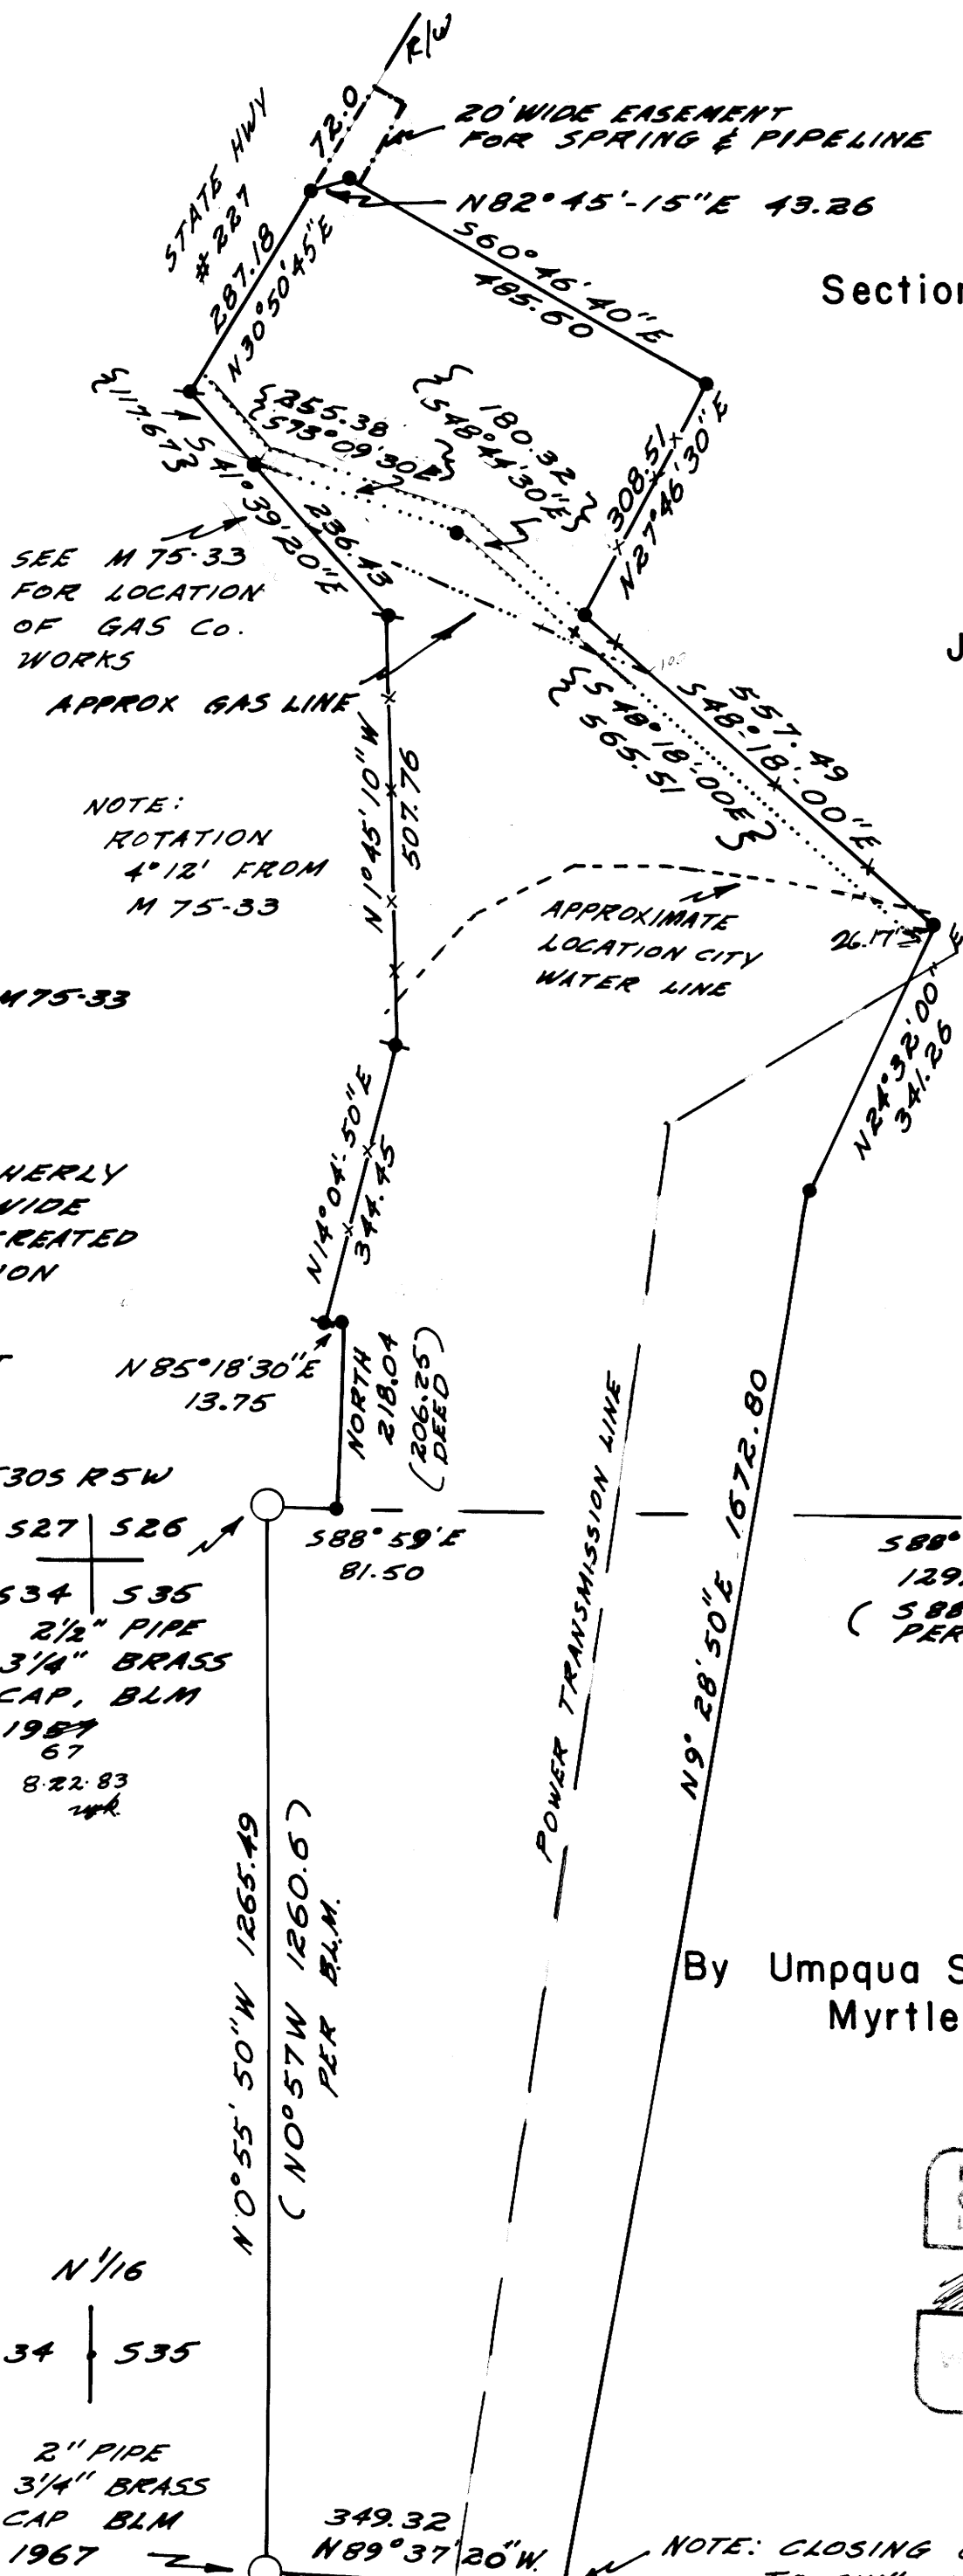 R/W
STATE HWY
# 227
72.0
20' WIDE EASEMENT
FOR SPRING & PIPELINE
N82°45'-15"E 43.26
287.18
N30°50'45"E
S60°46'40"E
485.60
Section
{117.67}
S41°39'20"E
236.43
{255.38
S73°09'30E}
{180.32
S48°44'30"E}
308.51
N27°46'30"E
SEE M 75-33
FOR LOCATION
OF GAS Co.
WORKS
APPROX GAS LINE
J
100
557.49
S48°-18'-00"E
{S48°18'-00E
565.51}
N1°45'10"W
507.76
NOTE:
ROTATION
4°12' FROM
M 75-33
APPROXIMATE
LOCATION CITY
WATER LINE
26.17'
E
M75-33
N24°32'00"
341.26
N14°04'-50"E
344.45
HERLY
WIDE
CREATED
ION
T
N85°18'30"E
13.75
NORTH
218.04
(206.25)
DEED
T30S R5W
S27 | S26
S34 | S35
S88°59'E
81.50
S88°
129
( S88
PER
2½" PIPE
3¼" BRASS
CAP, BLM
1957
67
8.22.83
POWER TRANSMISSION LINE
N9°28'50"E 1672.80
N0°55'50"W 1265.49
(N0°57W 1260.6)
PER B.L.M.
By Umpqua S
Myrtle
N 1/16
34 | S35
2" PIPE
3¼" BRASS
CAP BLM
1967
349.32
N89°37'20"W.
NOTE: CLOSING